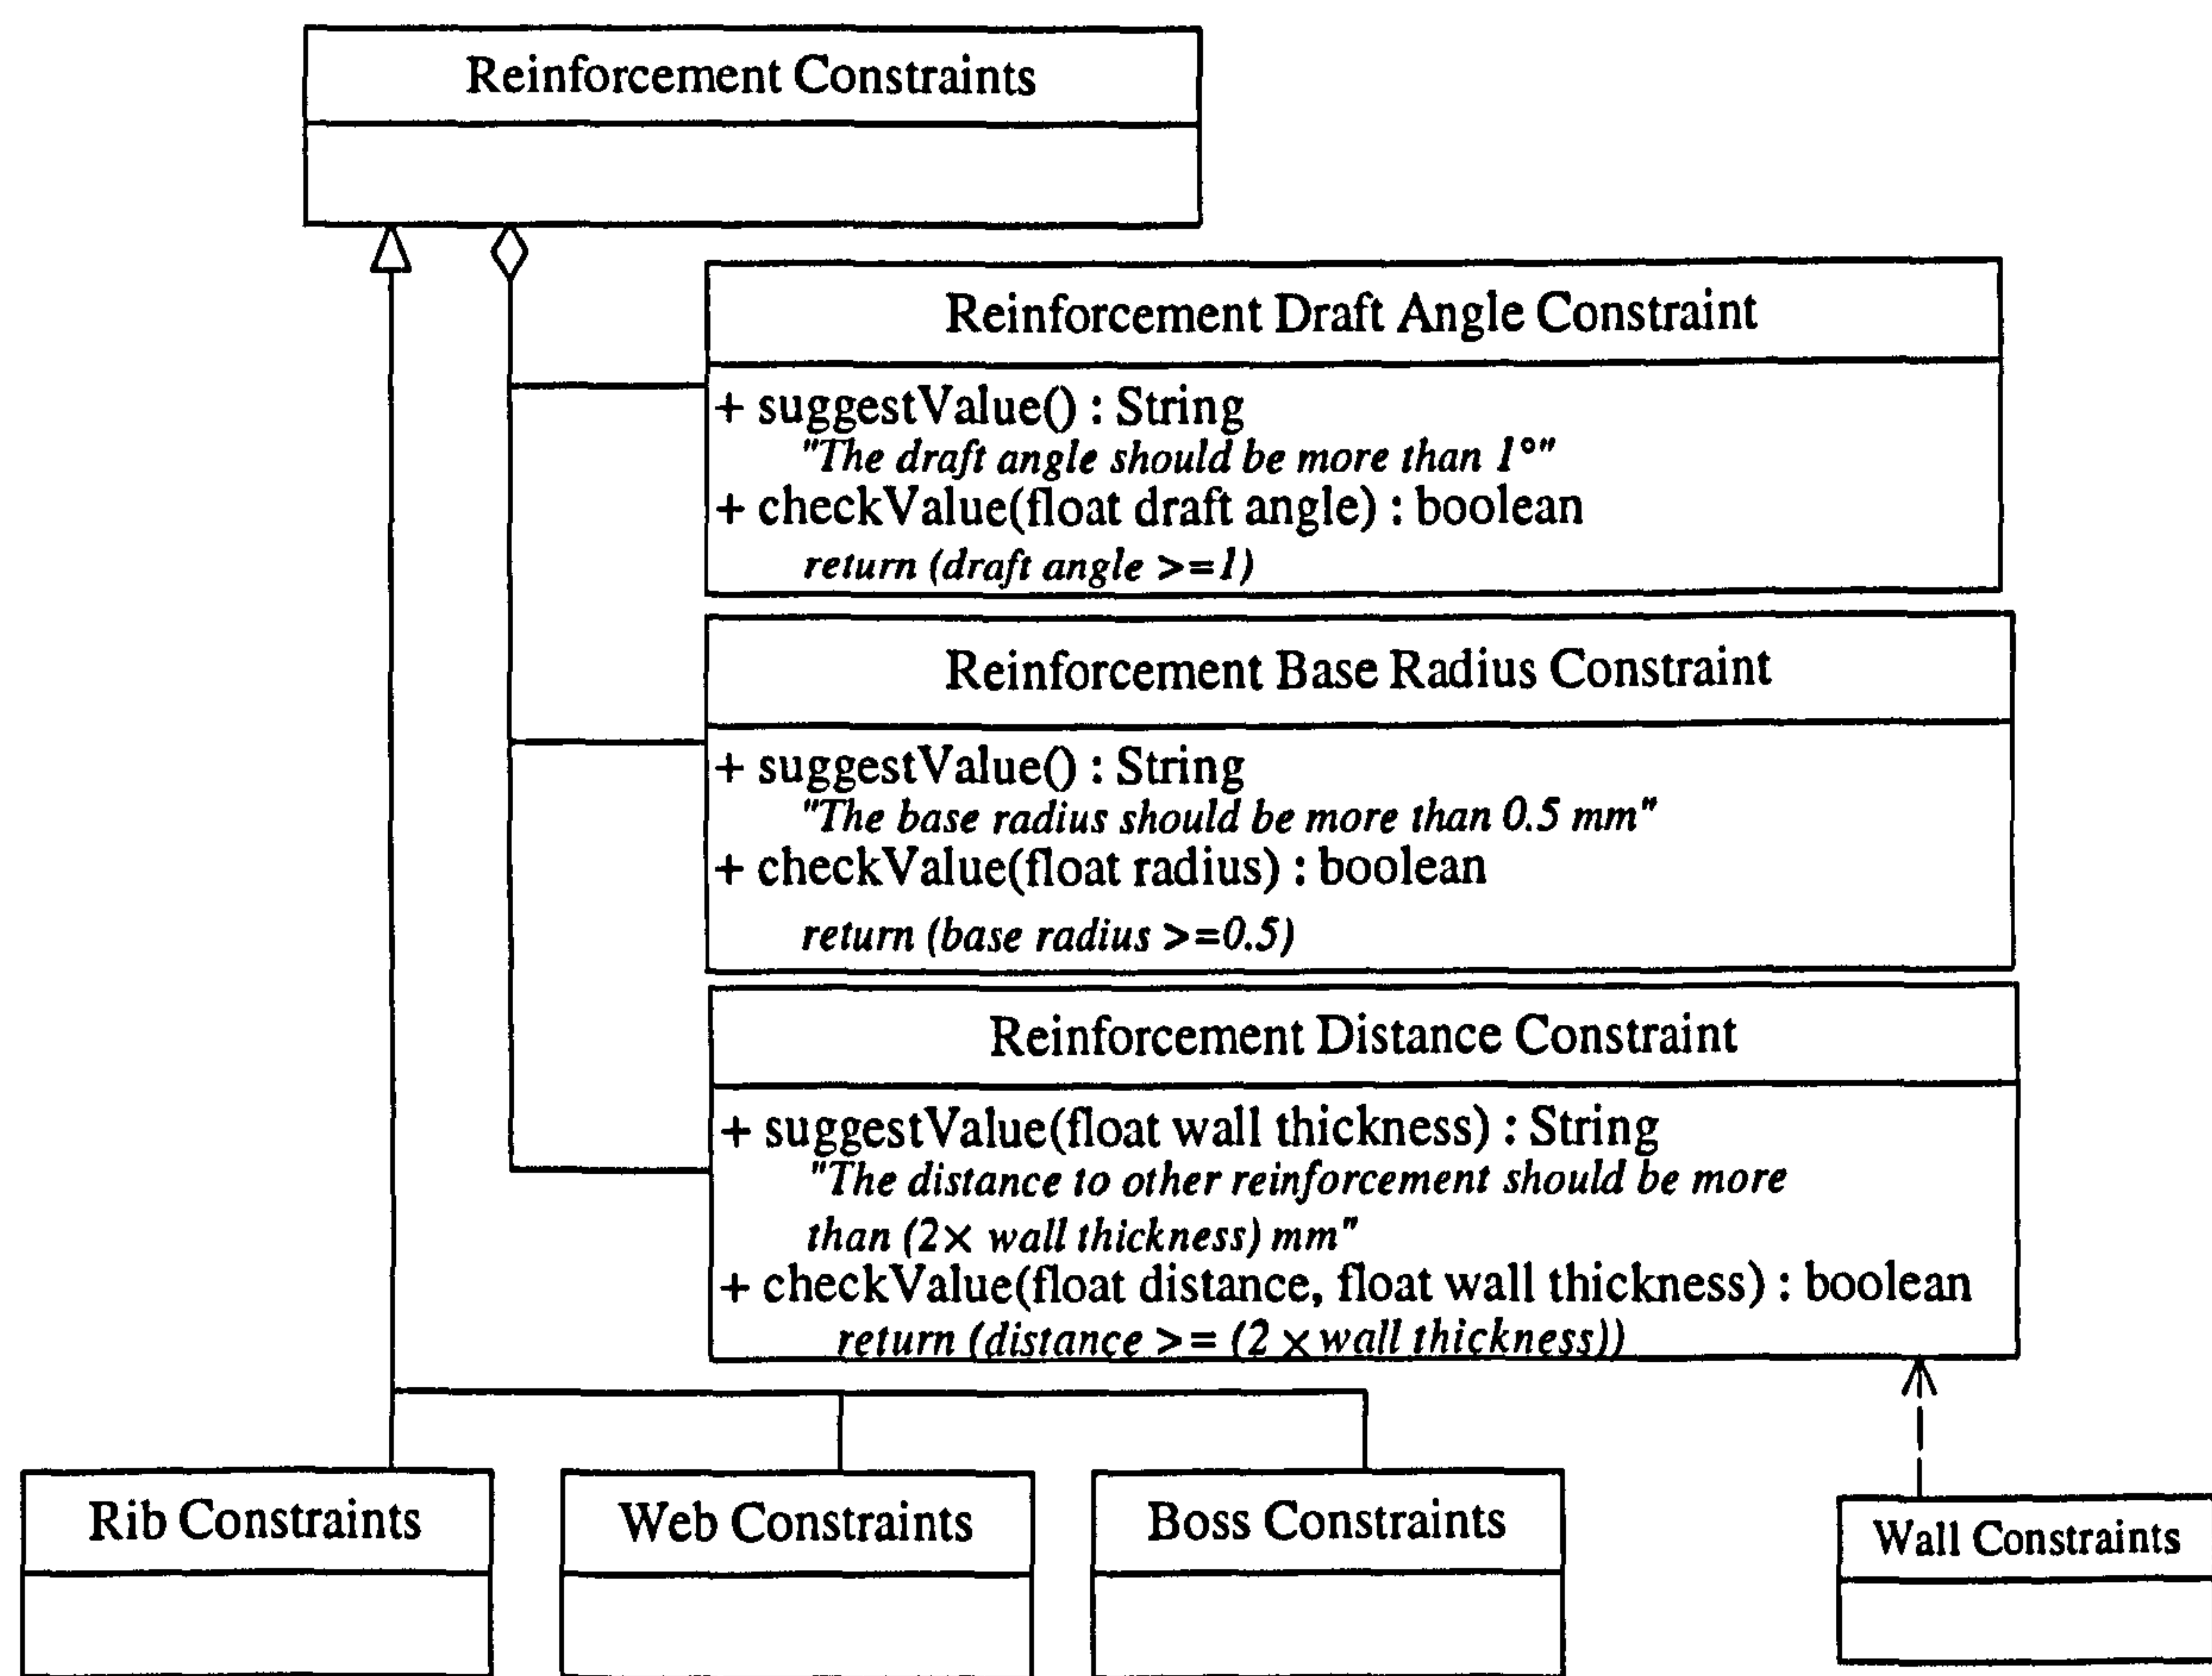 Reinforcement Constraints
Reinforcement Draft Angle Constraint
+ suggestValue() : String
"The draft angle should be more than 1°"
+ checkValue(float draft angle) : boolean
return (draft angle >=1)
Reinforcement Base Radius Constraint
+ suggestValue() : String
"The base radius should be more than 0.5 mm"
+ checkValue(float radius) : boolean
return (base radius >=0.5)
Reinforcement Distance Constraint
+ suggestValue(float wall thickness) : String
"The distance to other reinforcement should be more
than (2× wall thickness) mm"
+ checkValue(float distance, float wall thickness) : boolean
return (distance >= (2 × wall thickness))
Rib Constraints
Web Constraints
Boss Constraints
Wall Constraints